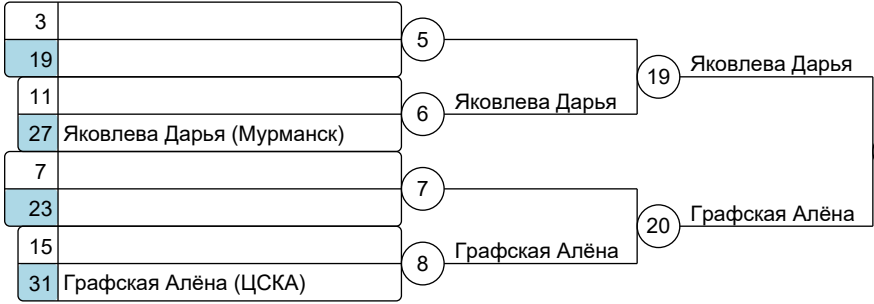 3
5
19
19 Яковлева Дарья
11
6 Яковлева Дарья
27 Яковлева Дарья (Мурманск)
7
7
23
20 Графская Алёна
15
8 Графская Алёна
31 Графская Алёна (ЦСКА)